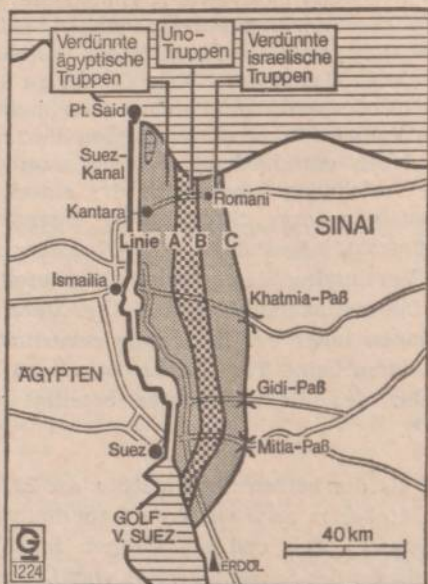 Verdünnte
ägyptische
Truppen
Uno-
Truppen
Verdünnte
israelische
Truppen
Pt. Said
Suez-
Kanal
Romani
Kantara
SINAI
Linie A B C
Ismailia
Khatmia-Paß
ÄGYPTEN
Gidi-Paß
Suez
Mitla-Paß
GOLF
V. SUEZ
40 km
ERDÖL
G
1224